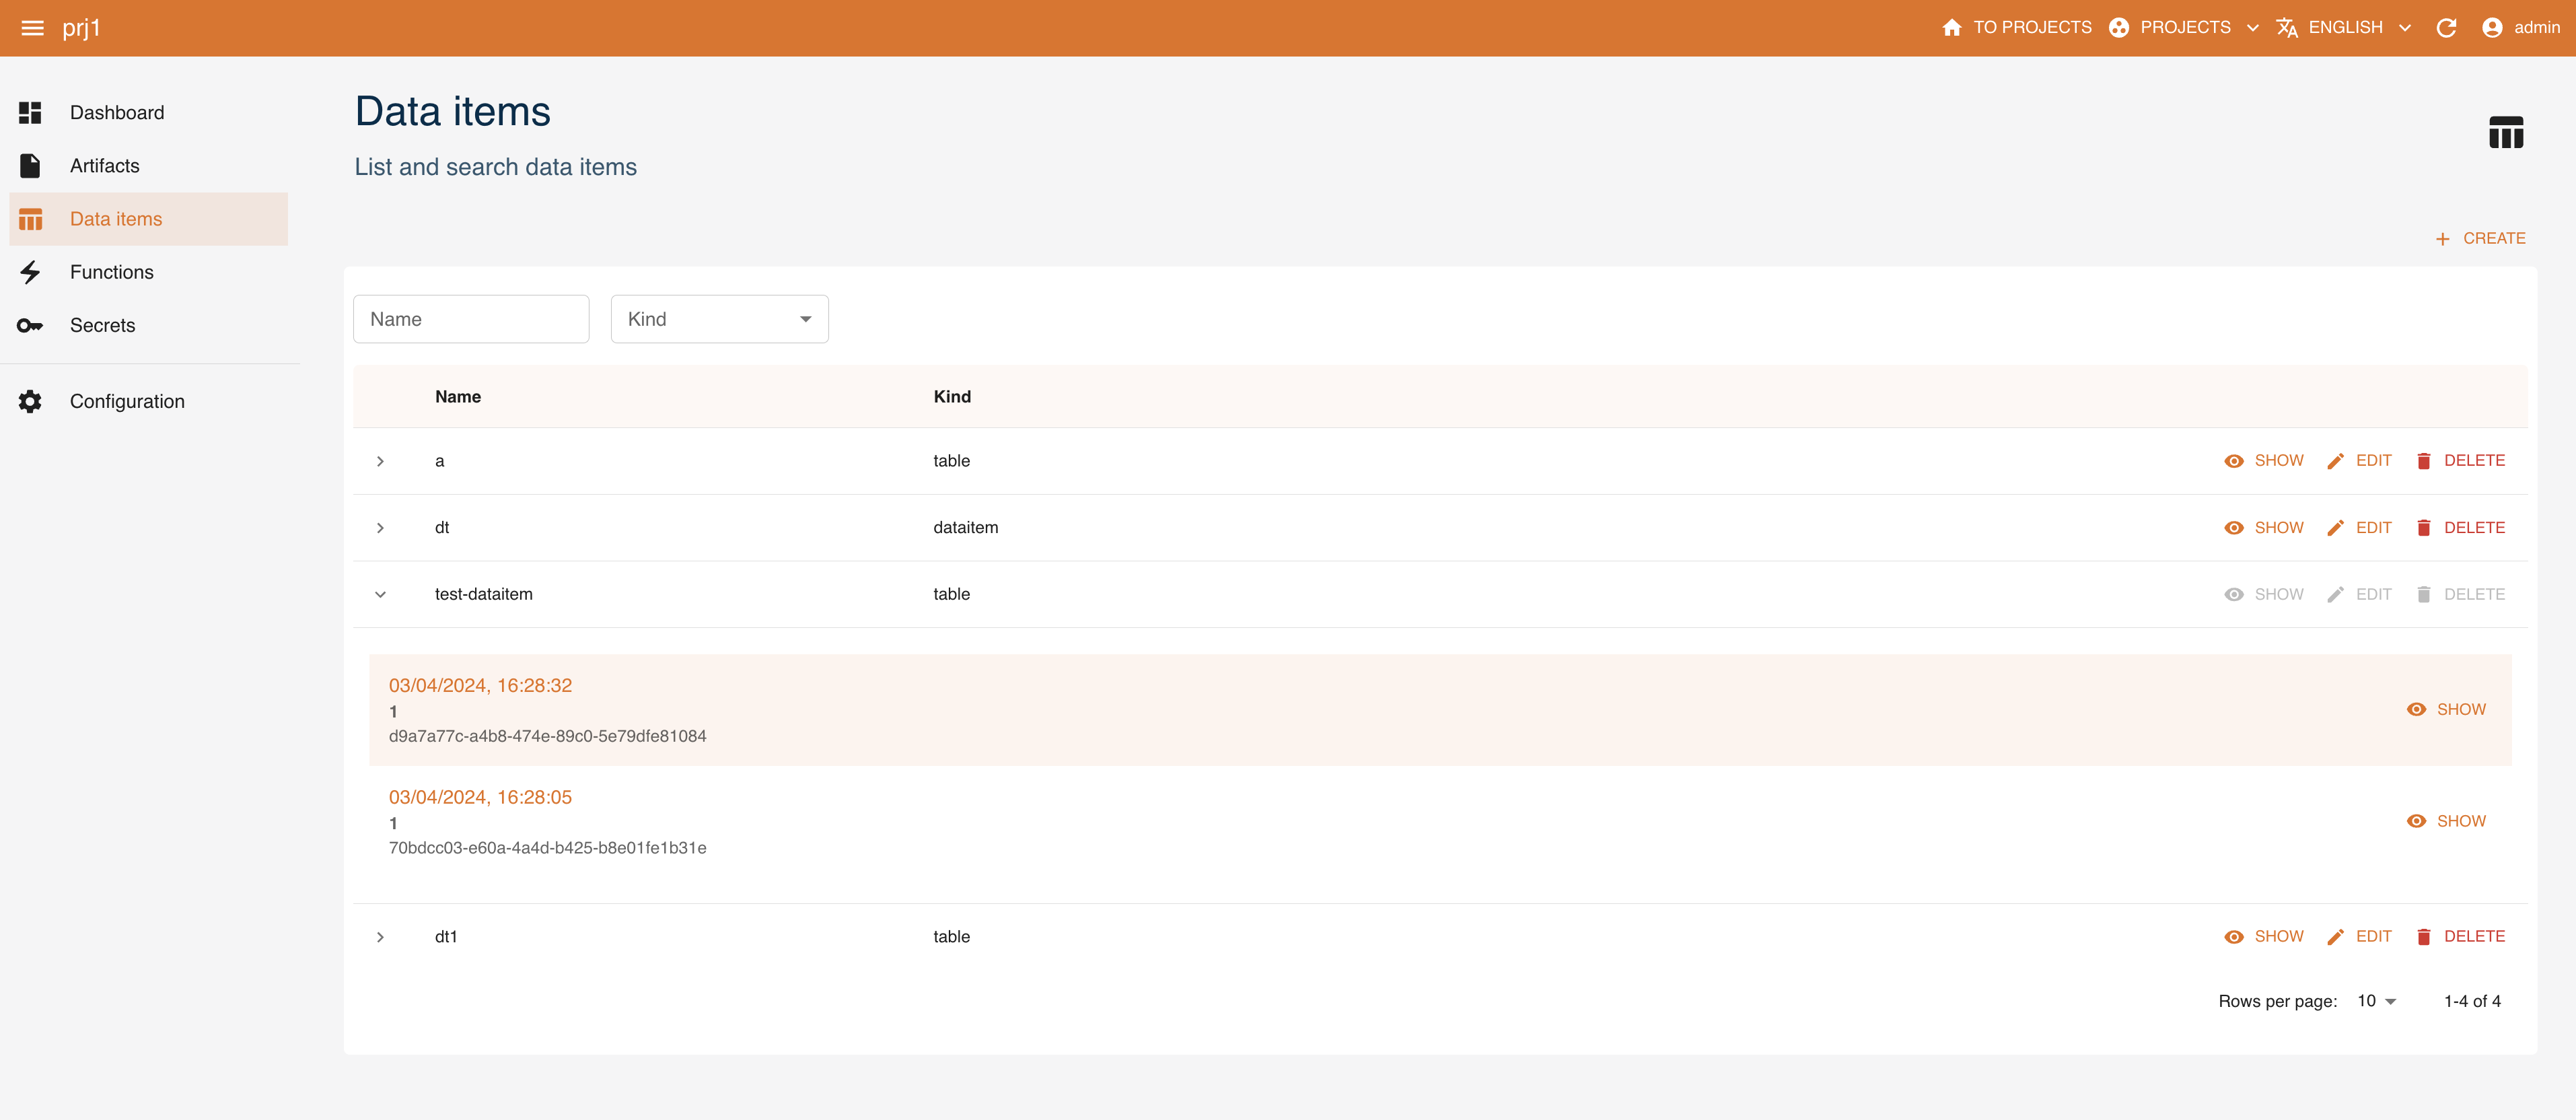 prj1
TO PROJECTS PROJECTS ENGLISH admin
Dashboard
Artifacts
Data items
Functions
Secrets
Configuration
Data items
List and search data items
CREATE
Name Kind
Name Kind
a table SHOW EDIT DELETE
dt dataitem SHOW EDIT DELETE
test-dataitem table SHOW EDIT DELETE
03/04/2024, 16:28:32
1
d9a7a77c-a4b8-474e-89c0-5e79dfe81084
SHOW
03/04/2024, 16:28:05
1
70bdcc03-e60a-4a4d-b425-b8e01fe1b31e
SHOW
dt1 table SHOW EDIT DELETE
Rows per page: 10 1-4 of 4